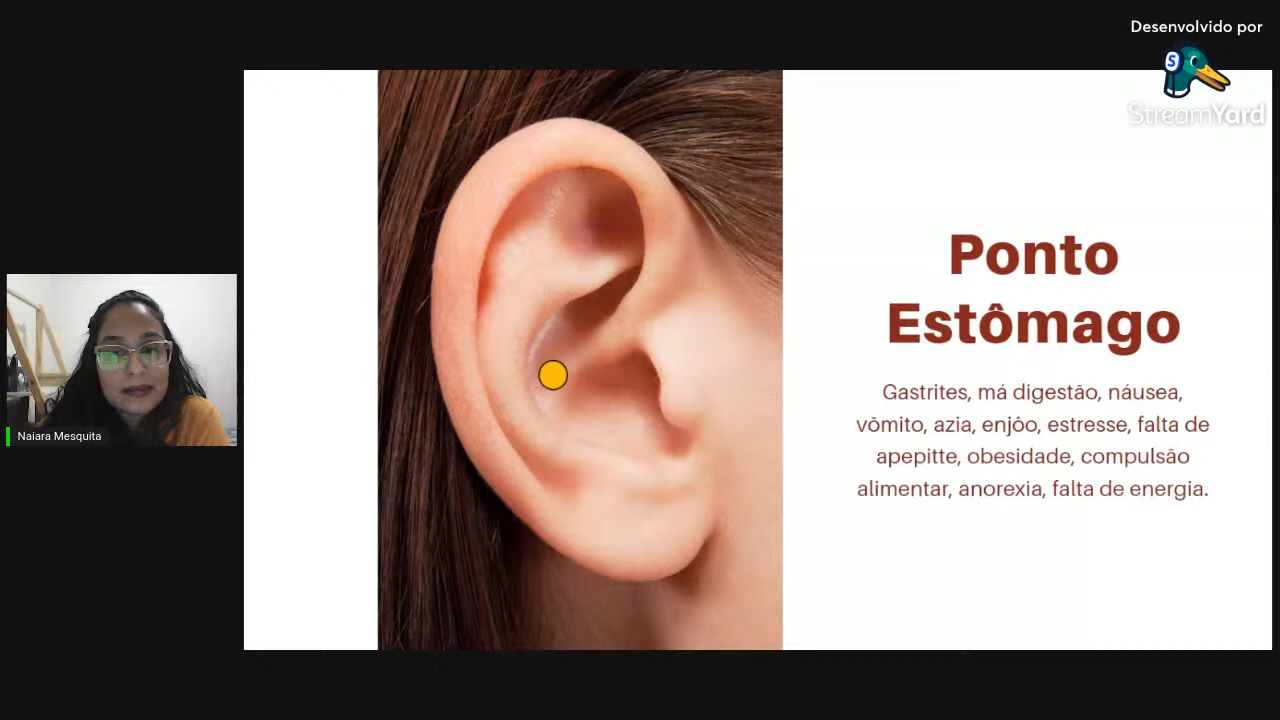 Desenvolvido por
StreamYard
Ponto
Estômago
Gastrites, má digestão, náusea,
vômito, azia, enjôo, estresse, falta de
apepitte, obesidade, compulsão
alimentar, anorexia, falta de energia.
Naiara Mesquita